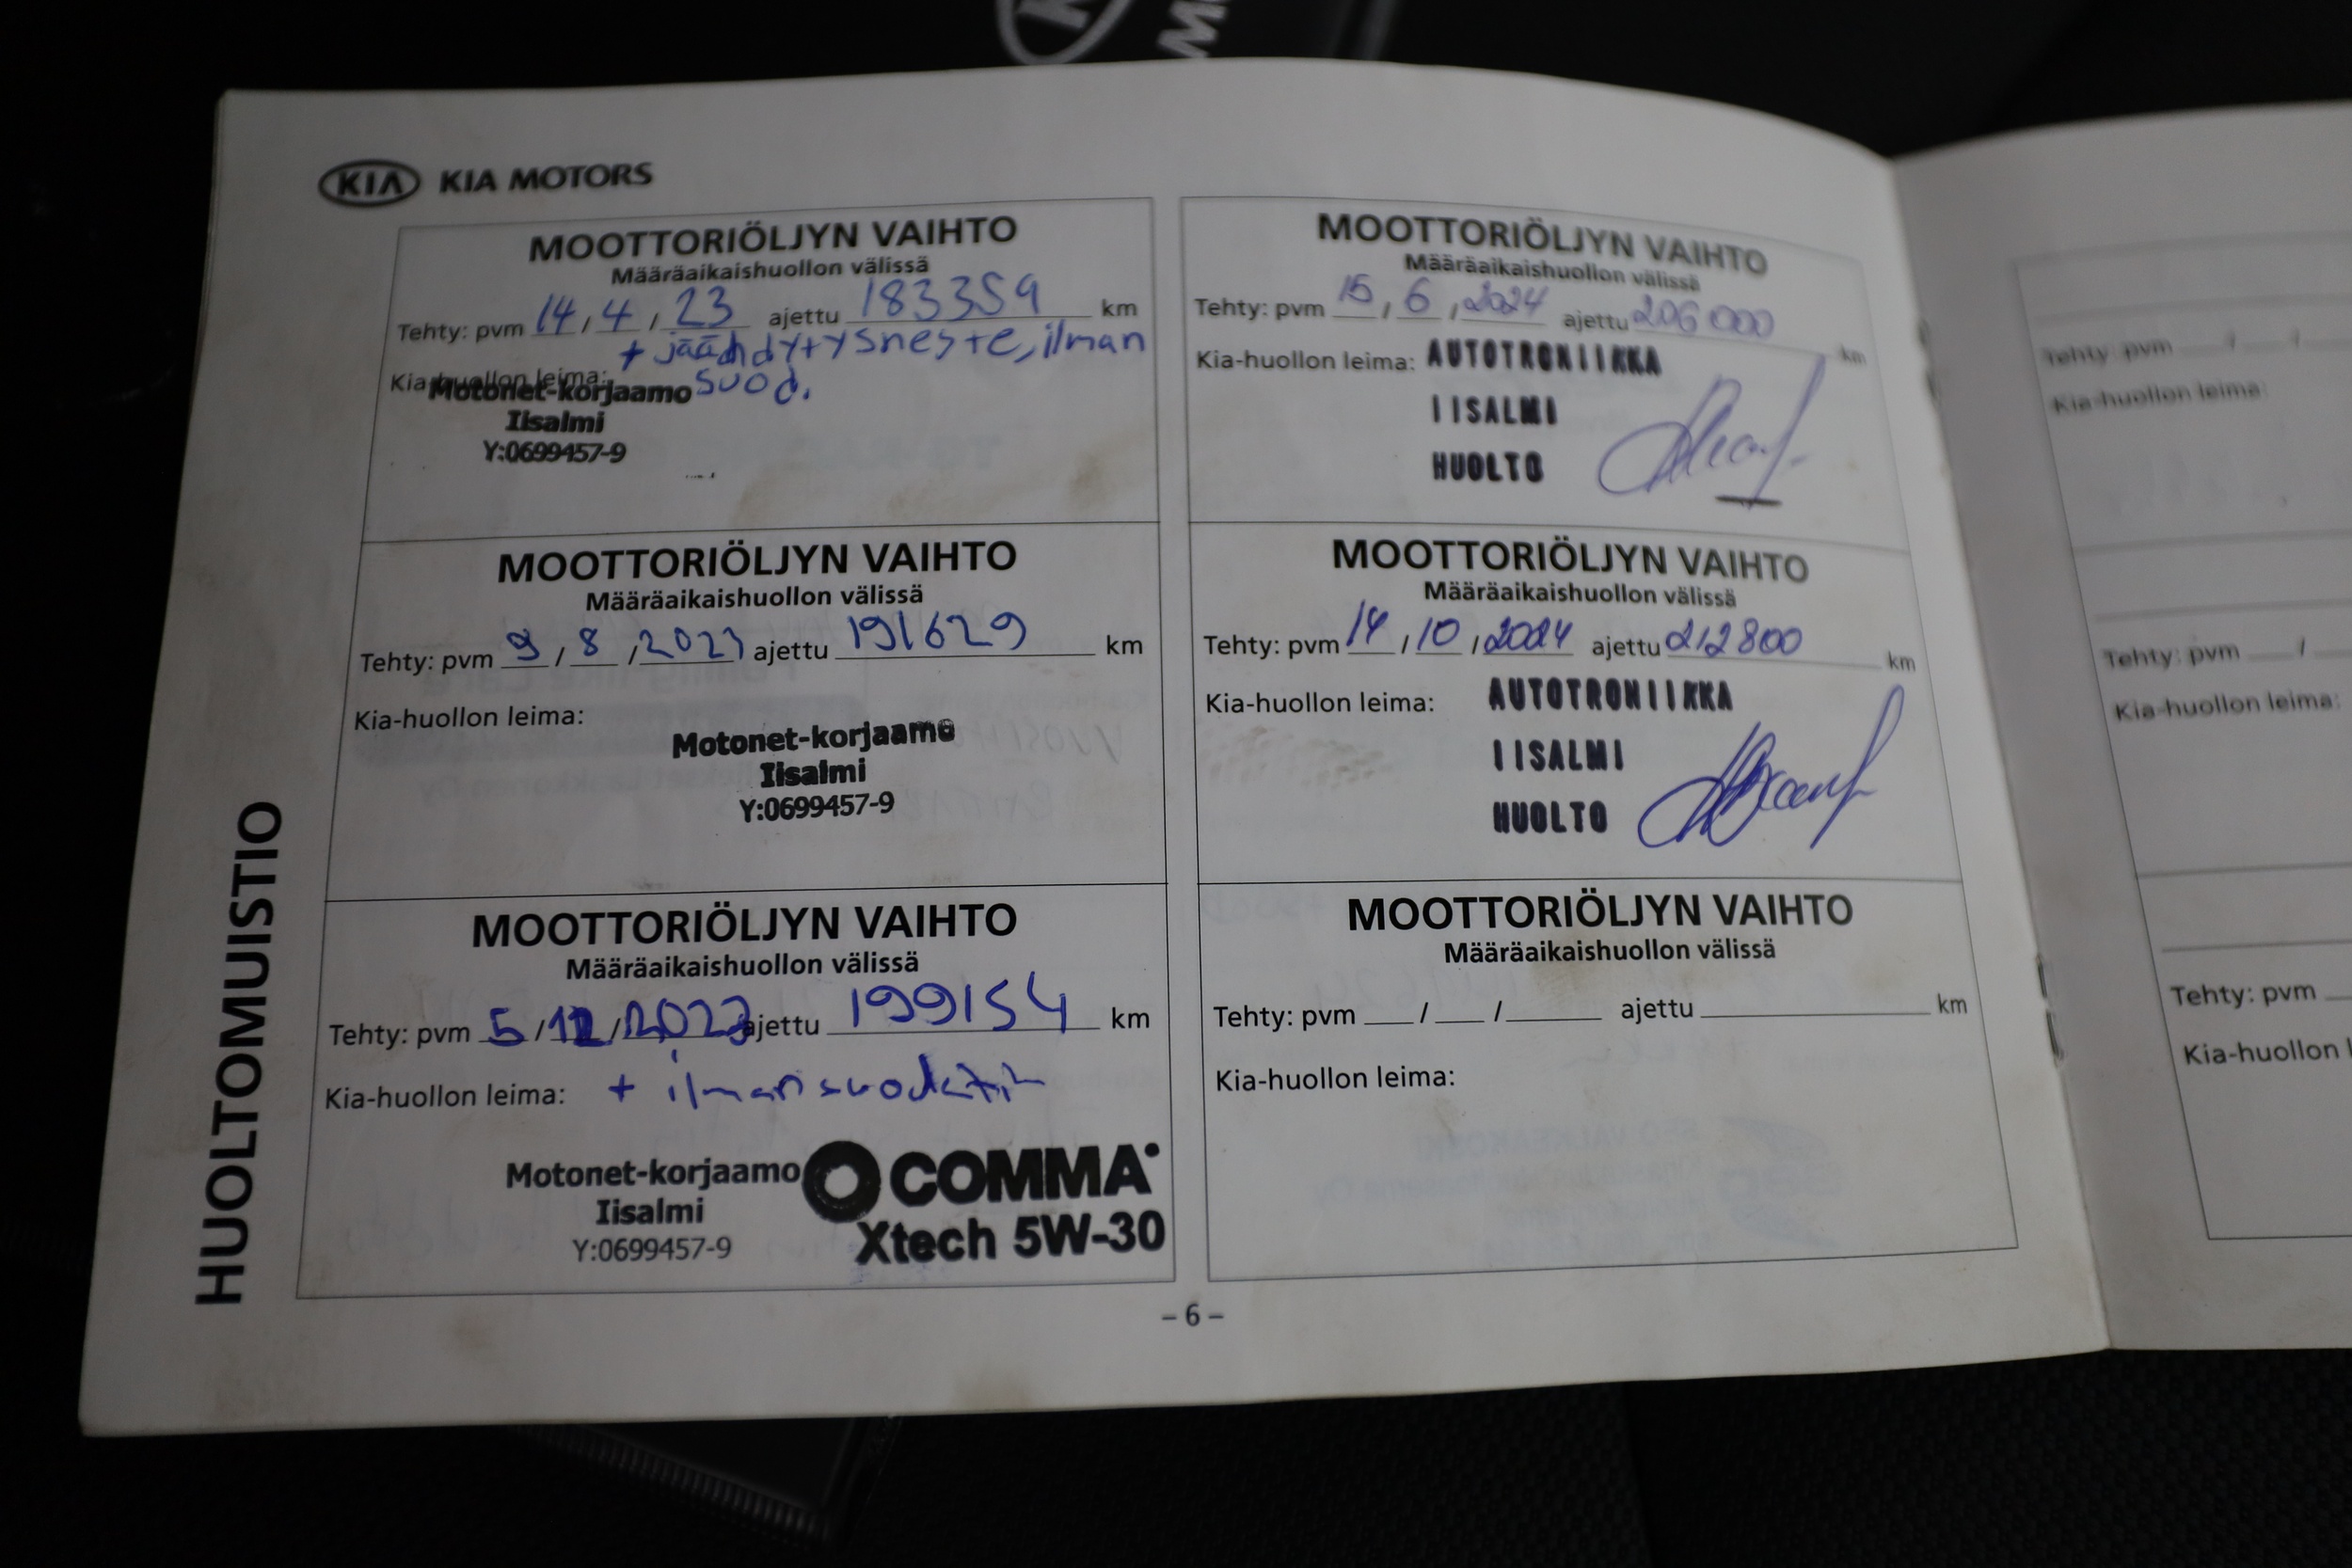 KIA KIA MOTORS
HUOLTOMUISTIO
MOOTTORIÖLJYN VAIHTO
Määräaikaishuollon välissä
Tehty: pvm 14 / 4 / 23 ajettu 183359 km
+ jäähdytysneste, ilman
Kia-huollon leima: suod.
Motonet-korjaamo
Iisalmi
Y:0699457-9
MOOTTORIÖLJYN VAIHTO
Määräaikaishuollon välissä
Tehty: pvm 9 / 8 / 2023 ajettu 191629 km
Kia-huollon leima:
Motonet-korjaamo
Iisalmi
Y:0699457-9
MOOTTORIÖLJYN VAIHTO
Määräaikaishuollon välissä
Tehty: pvm 5 / 12 / 2023 ajettu 199154 km
Kia-huollon leima: + ilmansuodatin
Motonet-korjaamo
Iisalmi
Y:0699457-9
COMMA
Xtech 5W-30
MOOTTORIÖLJYN VAIHTO
Määräaikaishuollon välissä
Tehty: pvm 15 / 6 / 2024 ajettu 206000 km
Kia-huollon leima: AUTOTRONIIKKA
IISALMI
HUOLTO
MOOTTORIÖLJYN VAIHTO
Määräaikaishuollon välissä
Tehty: pvm 14 / 10 / 2024 ajettu 212800 km
Kia-huollon leima: AUTOTRONIIKKA
IISALMI
HUOLTO
MOOTTORIÖLJYN VAIHTO
Määräaikaishuollon välissä
Tehty: pvm / / ajettu km
Kia-huollon leima:
– 6 –
Tehty: pvm / /
Kia-huollon leima:
Tehty: pvm /
Kia-huollon leima:
Tehty: pvm
Kia-huollon